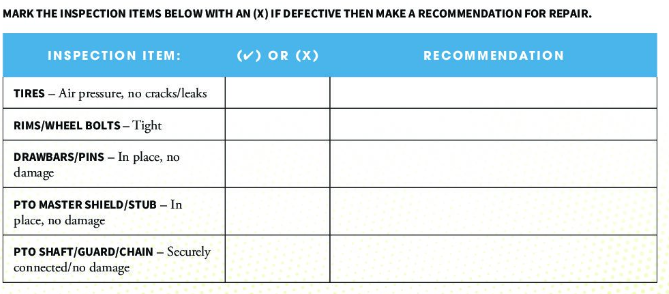 MARK THE INSPECTION ITEMS BELOW WITH AN (X) IF DEFECTIVE THEN MAKE A RECOMMENDATION FOR REPAIR.
INSPECTION ITEM: (✔) OR (X) RECOMMENDATION
TIRES – Air pressure, no cracks/leaks
RIMS/WHEEL BOLTS – Tight
DRAWBARS/PINS – In place, no
damage
PTO MASTER SHIELD/STUB – In
place, no damage
PTO SHAFT/GUARD/CHAIN – Securely
connected/no damage